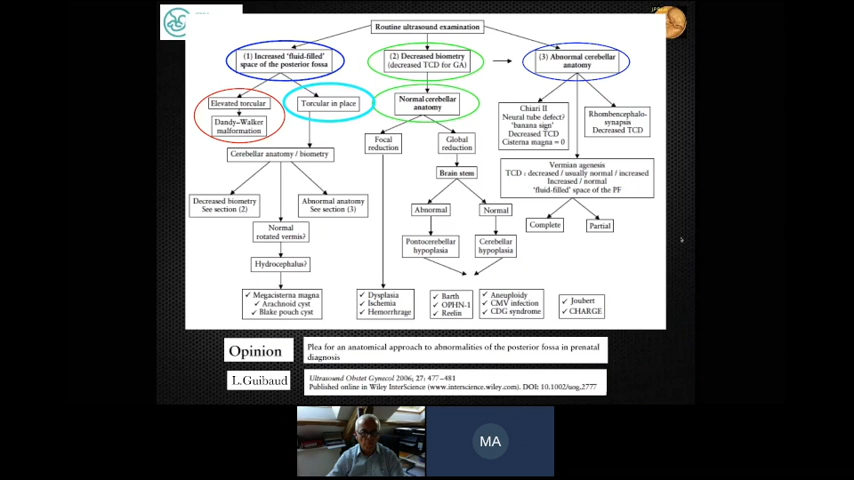 Routine ultrasound examination
(1) Increased 'fluid-filled'
space of the posterior fossa
(2) Decreased biometry
(decreased TCD for GA)
(3) Abnormal cerebellar
anatomy
Elevated torcular
Torcular in place
Normal cerebellar
anatomy
Dandy–Walker
malformation
Chiari II
Neural tube defect?
'banana sign'
Decreased TCD
Cisterna magna = 0
Rhombencephalo-
synapsis
Decreased TCD
Focal
reduction
Global
reduction
Cerebellar anatomy / biometry
Brain stem
Vermian agenesis
TCD : decreased / usually normal / increased
Increased / normal
'fluid-filled' space of the PF
Decreased biometry
See section (2)
Abnormal anatomy
See section (3)
Abnormal
Normal
Complete
Partial
Normal
rotated vermis?
Pontocerebellar
hypoplasia
Cerebellar
hypoplasia
Hydrocephalus?
✓ Megacisterna magna
✓ Arachnoid cyst
✓ Blake pouch cyst
✓ Dysplasia
✓ Ischemia
✓ Hemorrhage
✓ Barth
✓ OPHN-1
✓ Reelin
✓ Aneuploidy
✓ CMV infection
✓ CDG syndrome
✓ Joubert
✓ CHARGE
Opinion
Plea for an anatomical approach to abnormalities of the posterior fossa in prenatal
diagnosis
L.Guibaud
Ultrasound Obstet Gynecol 2006; 27: 477–481
Published online in Wiley InterScience (www.interscience.wiley.com). DOI: 10.1002/uog.2777
MA